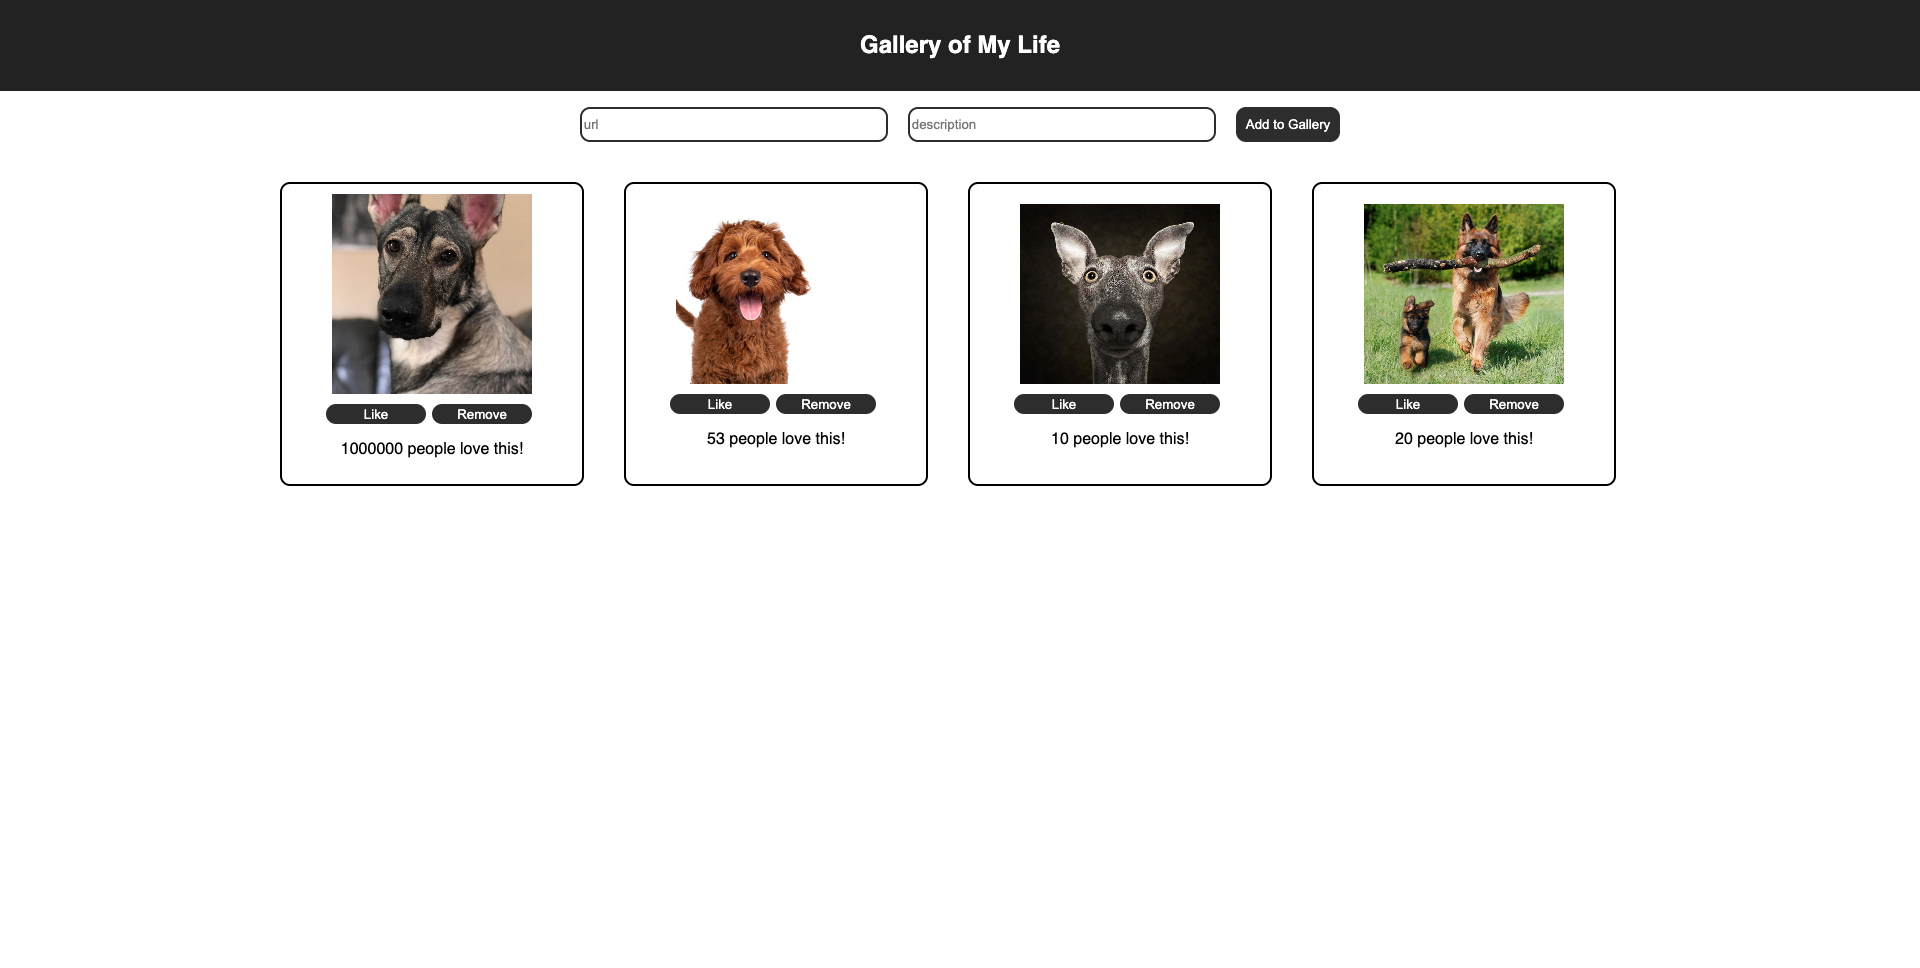 Gallery of My Life
url
description
Add to Gallery
Like
Remove
1000000 people love this!
Like
Remove
53 people love this!
Like
Remove
10 people love this!
Like
Remove
20 people love this!